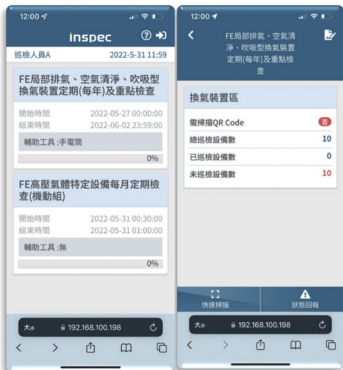 12:00
inspec
巡檢人員A
2022-5-31 11:59
FE局部排氣、空氣清淨、吹吸型
換氣裝置定期(每年)及重點檢
查
開始時間 2022-05-27 00:00:00
結束時間 2022-06-02 23:59:00
輔助工具 :手電筒
0%
FE高壓氣體特定設備每月定期檢
查(機動組)
開始時間 2022-05-31 00:30:00
結束時間 2022-05-31 01:00:00
輔助工具 :無
0%
大小
192.168.100.198
12:00
FE局部排氣、空氣清
淨、吹吸型換氣裝置
定期(每年)及重點檢
查
換氣裝置區
需掃描QR Code 否
總巡檢設備數 10
已巡檢設備數 0
未巡檢設備數 10
快速掃描
狀態回報
大小
192.168.100.198